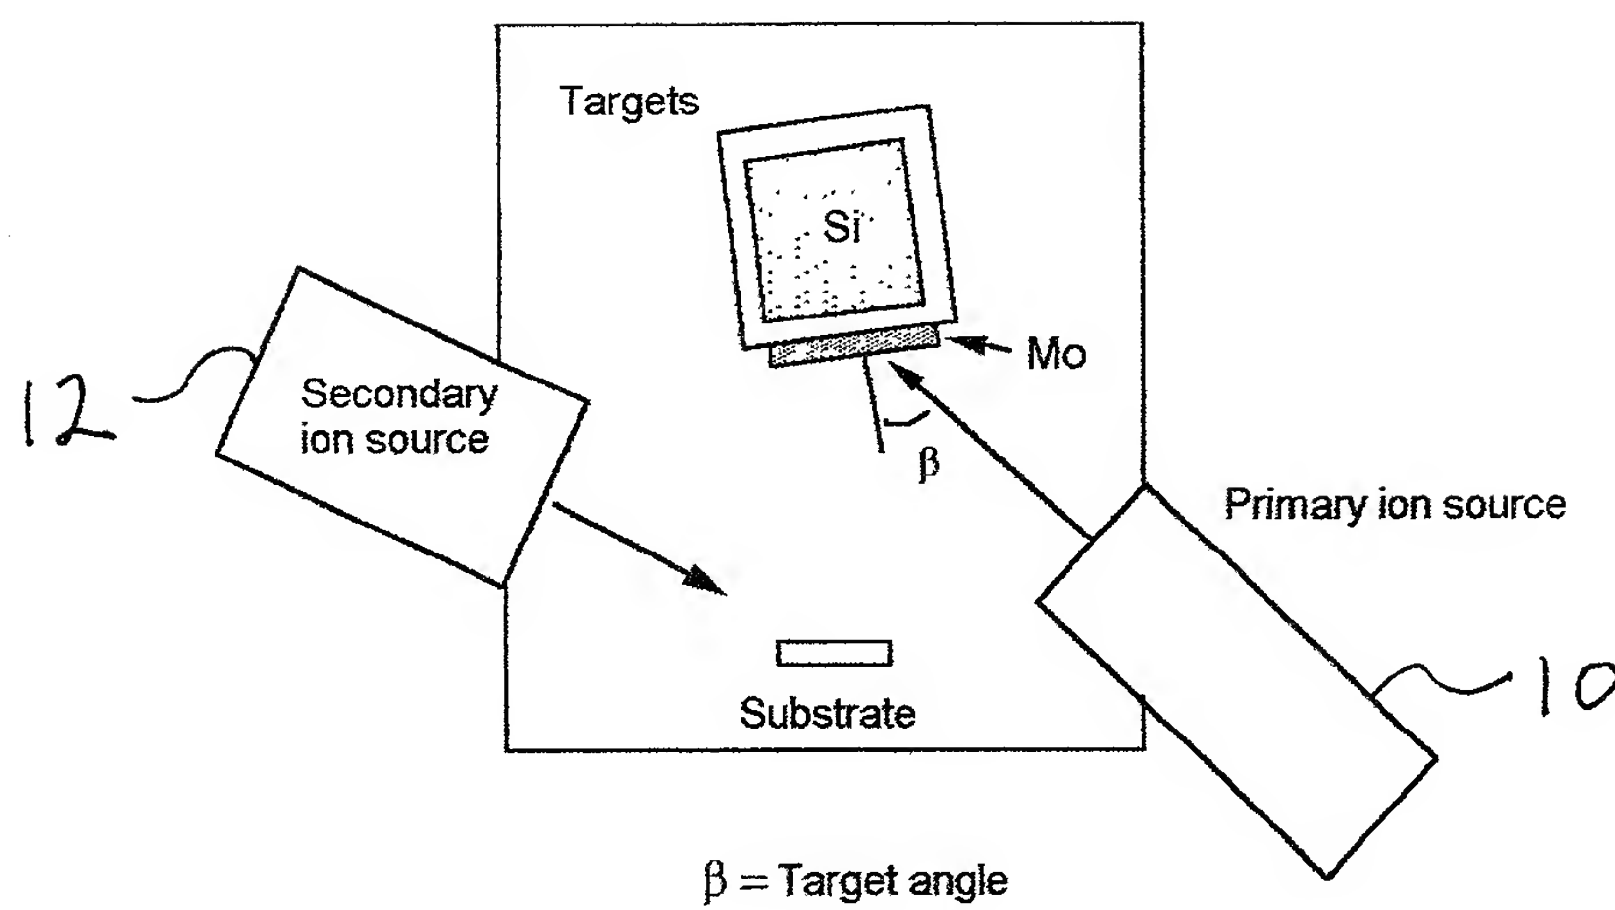 Targets
Si
Mo
12
Secondary
ion source
β
Primary ion source
10
Substrate
β = Target angle